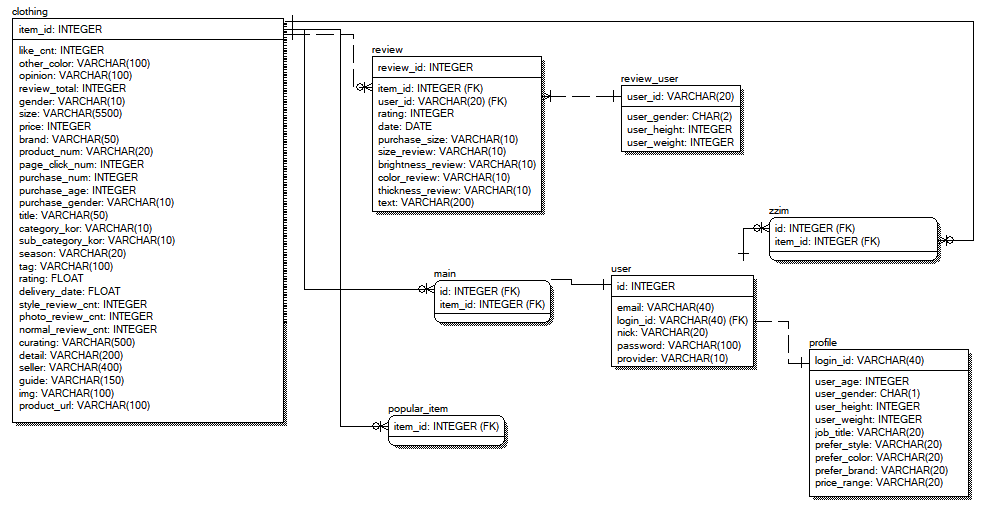 clothing
item_id: INTEGER
like_cnt: INTEGER
other_color: VARCHAR(100)
opinion: VARCHAR(100)
review_total: INTEGER
gender: VARCHAR(10)
size: VARCHAR(5500)
price: INTEGER
brand: VARCHAR(50)
product_num: VARCHAR(20)
page_click_num: INTEGER
purchase_num: INTEGER
purchase_age: INTEGER
purchase_gender: VARCHAR(10)
title: VARCHAR(50)
category_kor: VARCHAR(10)
sub_category_kor: VARCHAR(10)
season: VARCHAR(20)
tag: VARCHAR(100)
rating: FLOAT
delivery_date: FLOAT
style_review_cnt: INTEGER
photo_review_cnt: INTEGER
normal_review_cnt: INTEGER
curating: VARCHAR(500)
detail: VARCHAR(200)
seller: VARCHAR(400)
guide: VARCHAR(150)
img: VARCHAR(100)
product_url: VARCHAR(100)
review
review_id: INTEGER
item_id: INTEGER (FK)
user_id: VARCHAR(20) (FK)
rating: INTEGER
date: DATE
purchase_size: VARCHAR(10)
size_review: VARCHAR(10)
brightness_review: VARCHAR(10)
color_review: VARCHAR(10)
thickness_review: VARCHAR(10)
text: VARCHAR(200)
review_user
user_id: VARCHAR(20)
user_gender: CHAR(2)
user_height: INTEGER
user_weight: INTEGER
zzim
id: INTEGER (FK)
item_id: INTEGER (FK)
main
id: INTEGER (FK)
item_id: INTEGER (FK)
user
id: INTEGER
email: VARCHAR(40)
login_id: VARCHAR(40) (FK)
nick: VARCHAR(20)
password: VARCHAR(100)
provider: VARCHAR(10)
profile
login_id: VARCHAR(40)
user_age: INTEGER
user_gender: CHAR(1)
user_height: INTEGER
user_weight: INTEGER
job_title: VARCHAR(20)
prefer_style: VARCHAR(20)
prefer_color: VARCHAR(20)
prefer_brand: VARCHAR(20)
price_range: VARCHAR(20)
popular_item
item_id: INTEGER (FK)